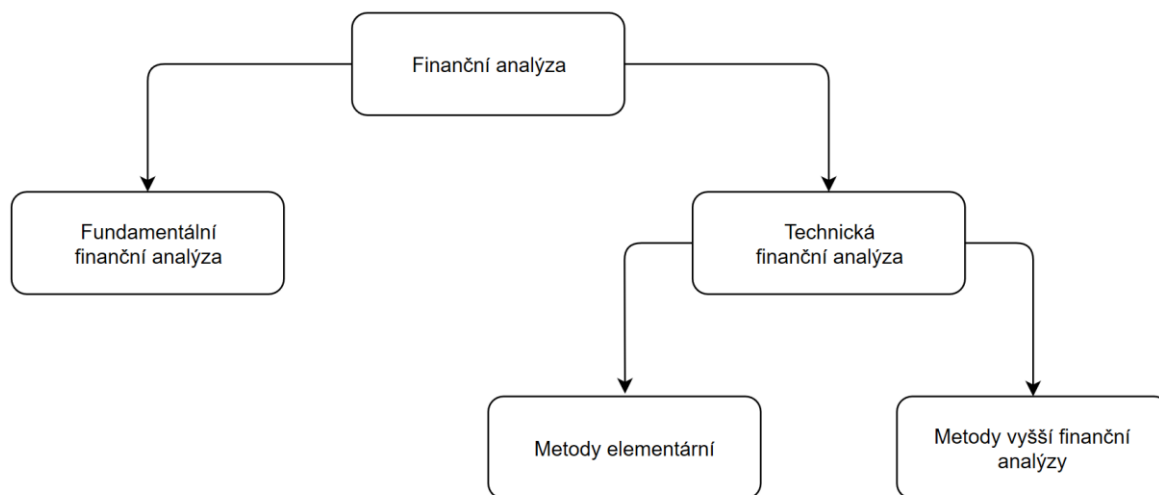 Finanční analýza
Fundamentální
finanční analýza
Technická
finanční analýza
Metody elementární
Metody vyšší finanční
analýzy